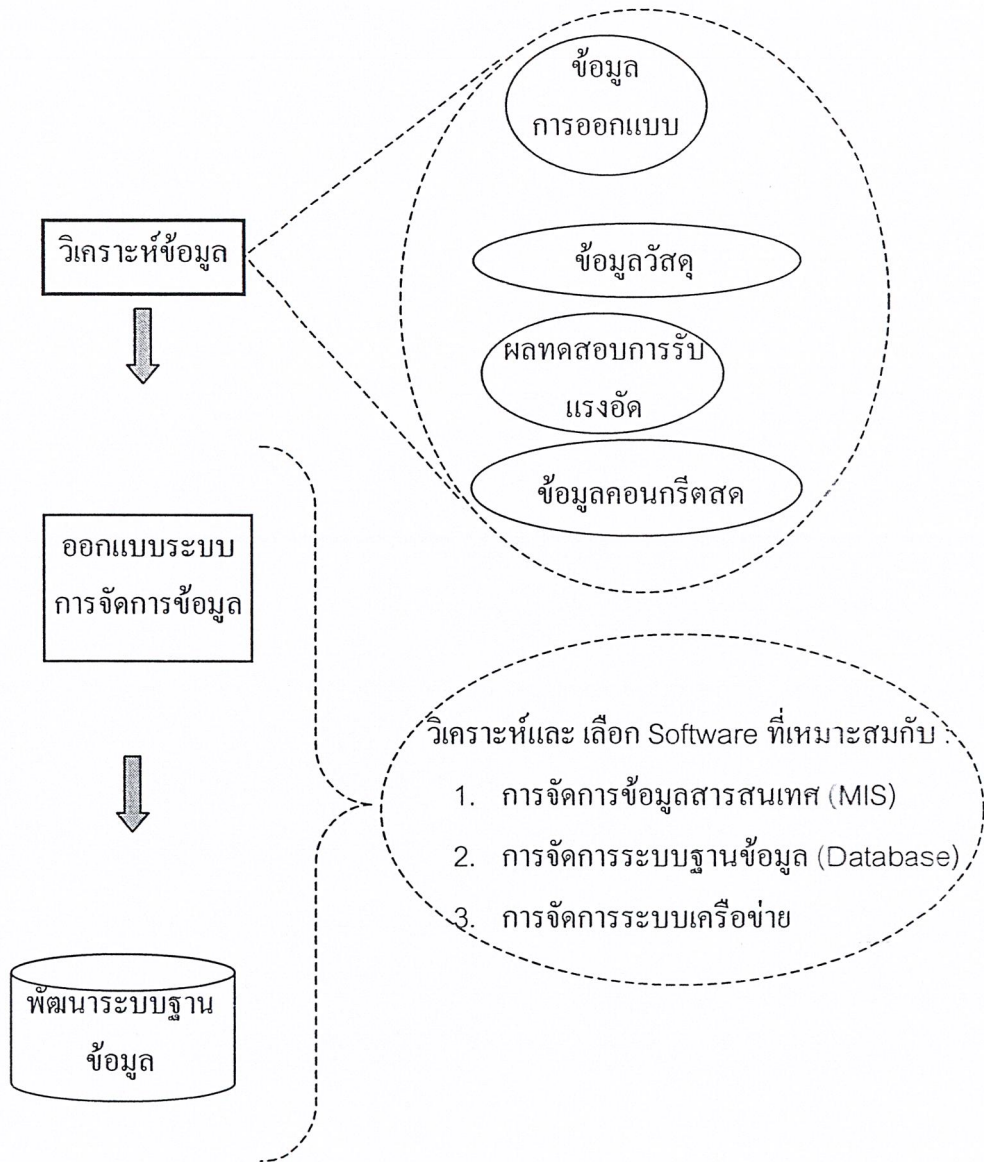 ข้อมูล
การออกแบบ
วิเคราะห์ข้อมูล
ข้อมูลวัสดุ
ผลทดสอบการรับ
แรงอัด
ข้อมูลคอนกรีตสด
ออกแบบระบบ
การจัดการข้อมูล
วิเคราะห์และ เลือก Software ที่เหมาะสมกับ :
1. การจัดการข้อมูลสารสนเทศ (MIS)
2. การจัดการระบบฐานข้อมูล (Database)
3. การจัดการระบบเครือข่าย
พัฒนาระบบฐาน
ข้อมูล